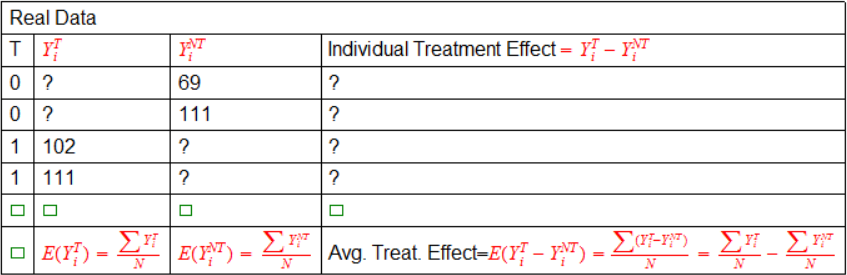 Real Data
T Y_i^T Y_i^NT Individual Treatment Effect = Y_i^T − Y_i^NT
0 ? 69 ?
0 ? 111 ?
1 102 ? ?
1 111 ? ?
□ □ □ □
□ E(Y_i^T) = ∑Y_i^T/N E(Y_i^NT) = ∑Y_i^NT/N Avg. Treat. Effect=E(Y_i^T − Y_i^NT) = ∑(Y_i^T−Y_i^NT)/N = ∑Y_i^T/N − ∑Y_i^NT/N